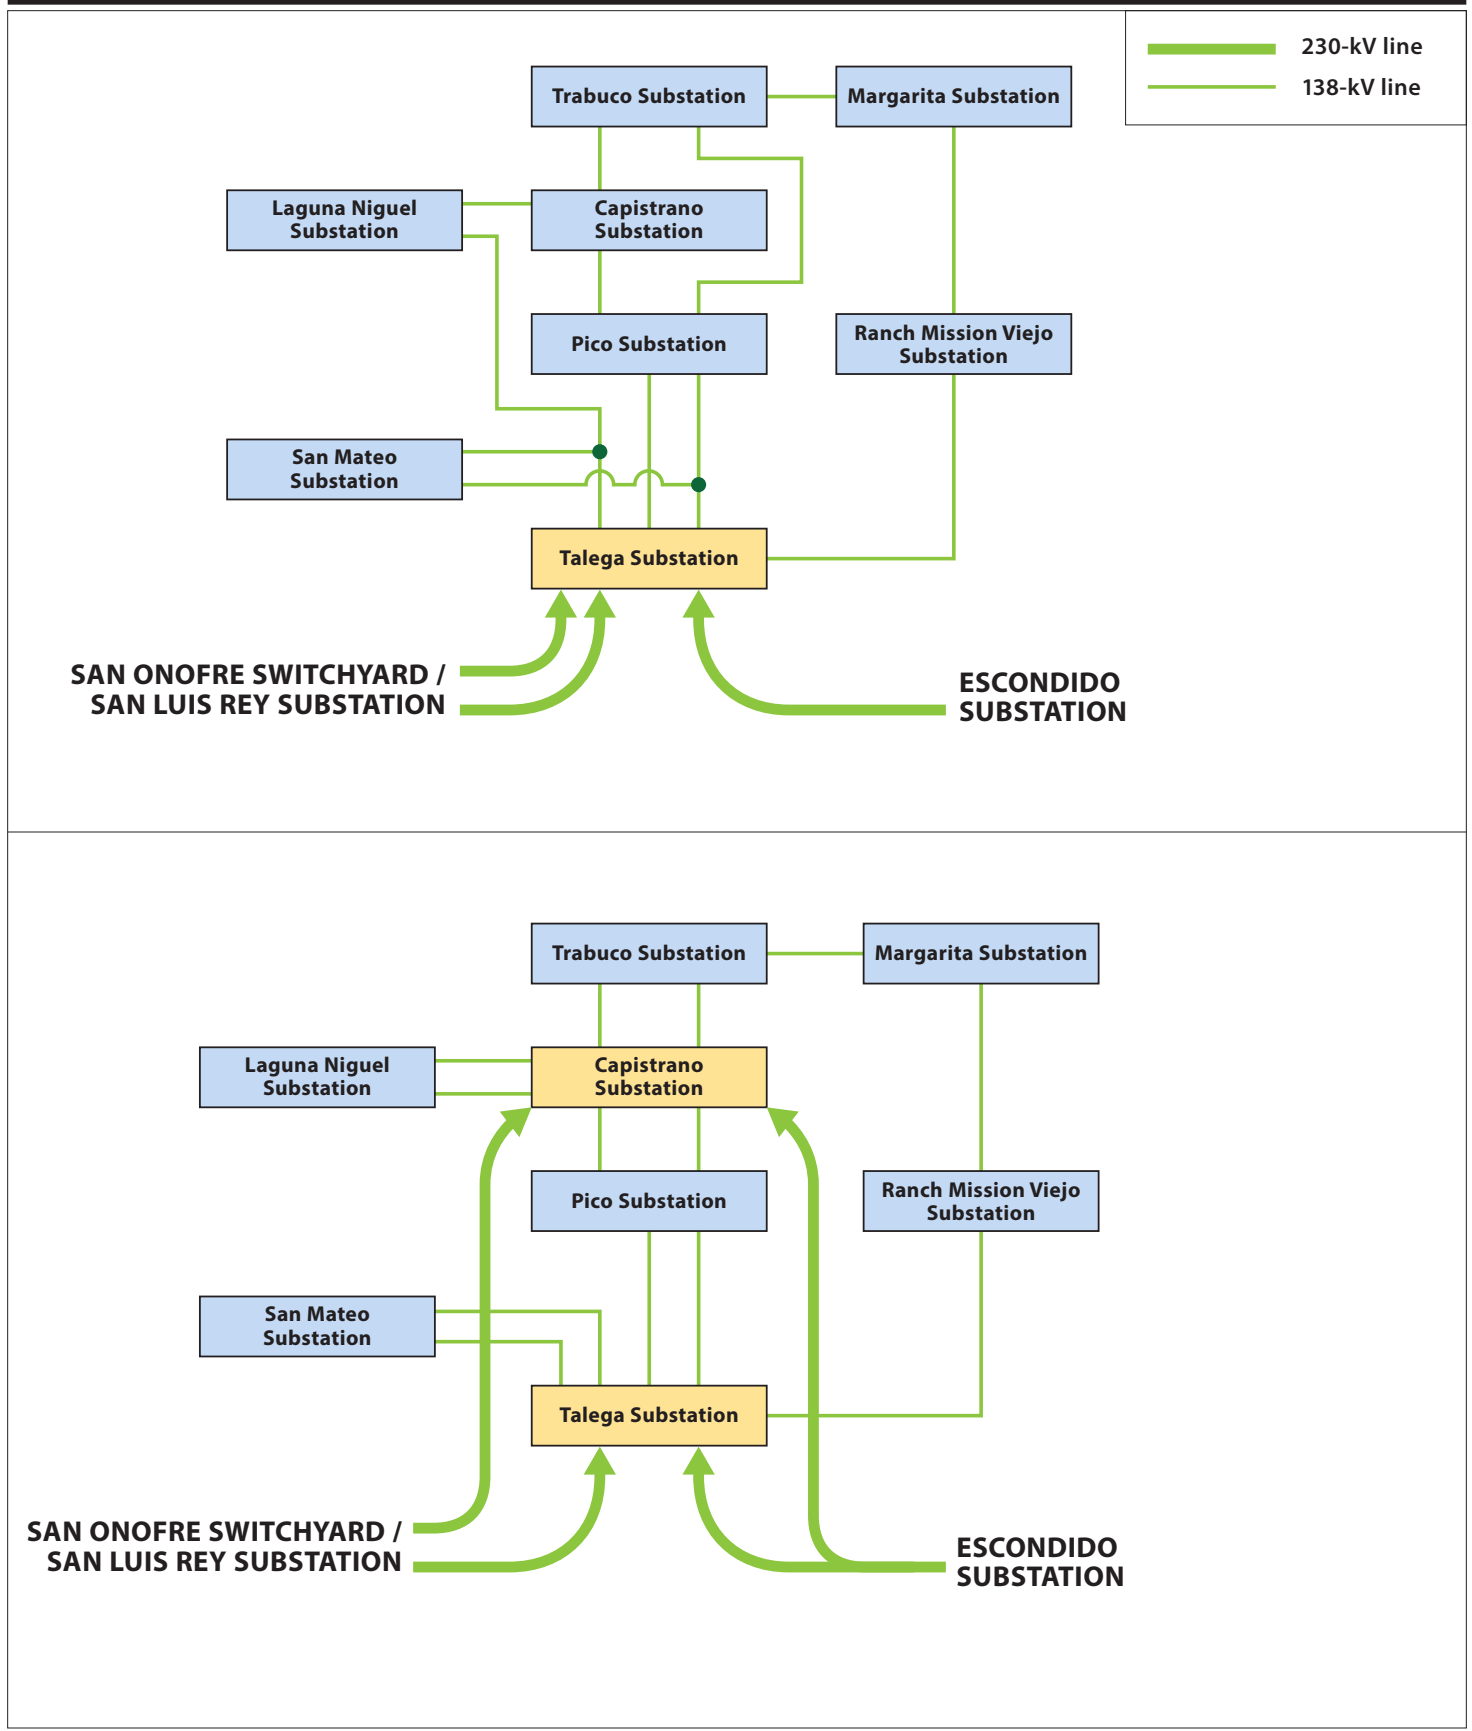 230-kV line
138-kV line
Trabuco Substation
Margarita Substation
Laguna Niguel
Substation
Capistrano
Substation
Pico Substation
Ranch Mission Viejo
Substation
San Mateo
Substation
Talega Substation
SAN ONOFRE SWITCHYARD /
SAN LUIS REY SUBSTATION
ESCONDIDO
SUBSTATION
Trabuco Substation
Margarita Substation
Laguna Niguel
Substation
Capistrano
Substation
Pico Substation
Ranch Mission Viejo
Substation
San Mateo
Substation
Talega Substation
SAN ONOFRE SWITCHYARD /
SAN LUIS REY SUBSTATION
ESCONDIDO
SUBSTATION